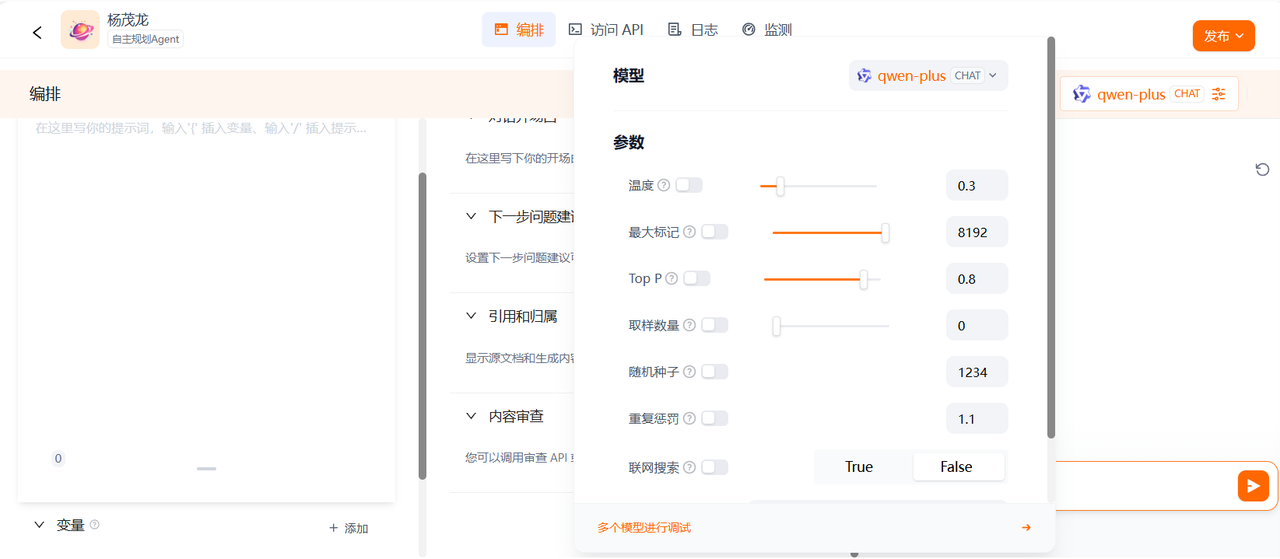 杨茂龙
自主规划Agent
编排
访问 API
日志
监测
发布
编排
qwen-plus CHAT
在这里写你的提示词，输入'{' 插入变量、输入'/' 插入提示...
0
变量
添加
对话开场白
在这里写下你的开场
下一步问题建议
设置下一步问题建议
引用和归属
显示源文档和生成内容
内容审查
您可以调用审查 API
模型
qwen-plus CHAT
参数
温度 0.3
最大标记 8192
Top P 0.8
取样数量 0
随机种子 1234
重复惩罚 1.1
联网搜索 True False
多个模型进行调试